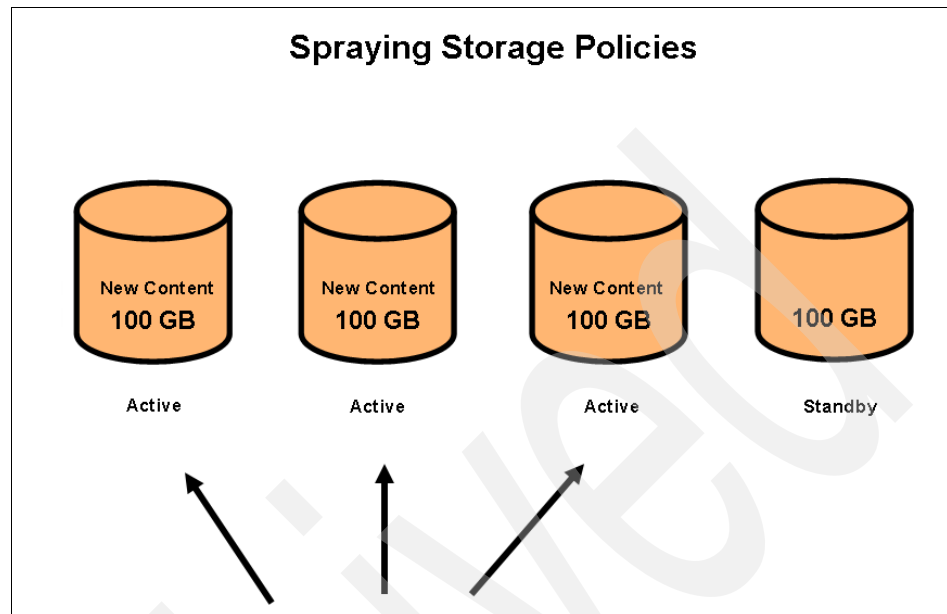 Spraying Storage Policies
New Content New Content New Content
100 GB 100 GB 100 GB 100 GB
Active Active Active Standby